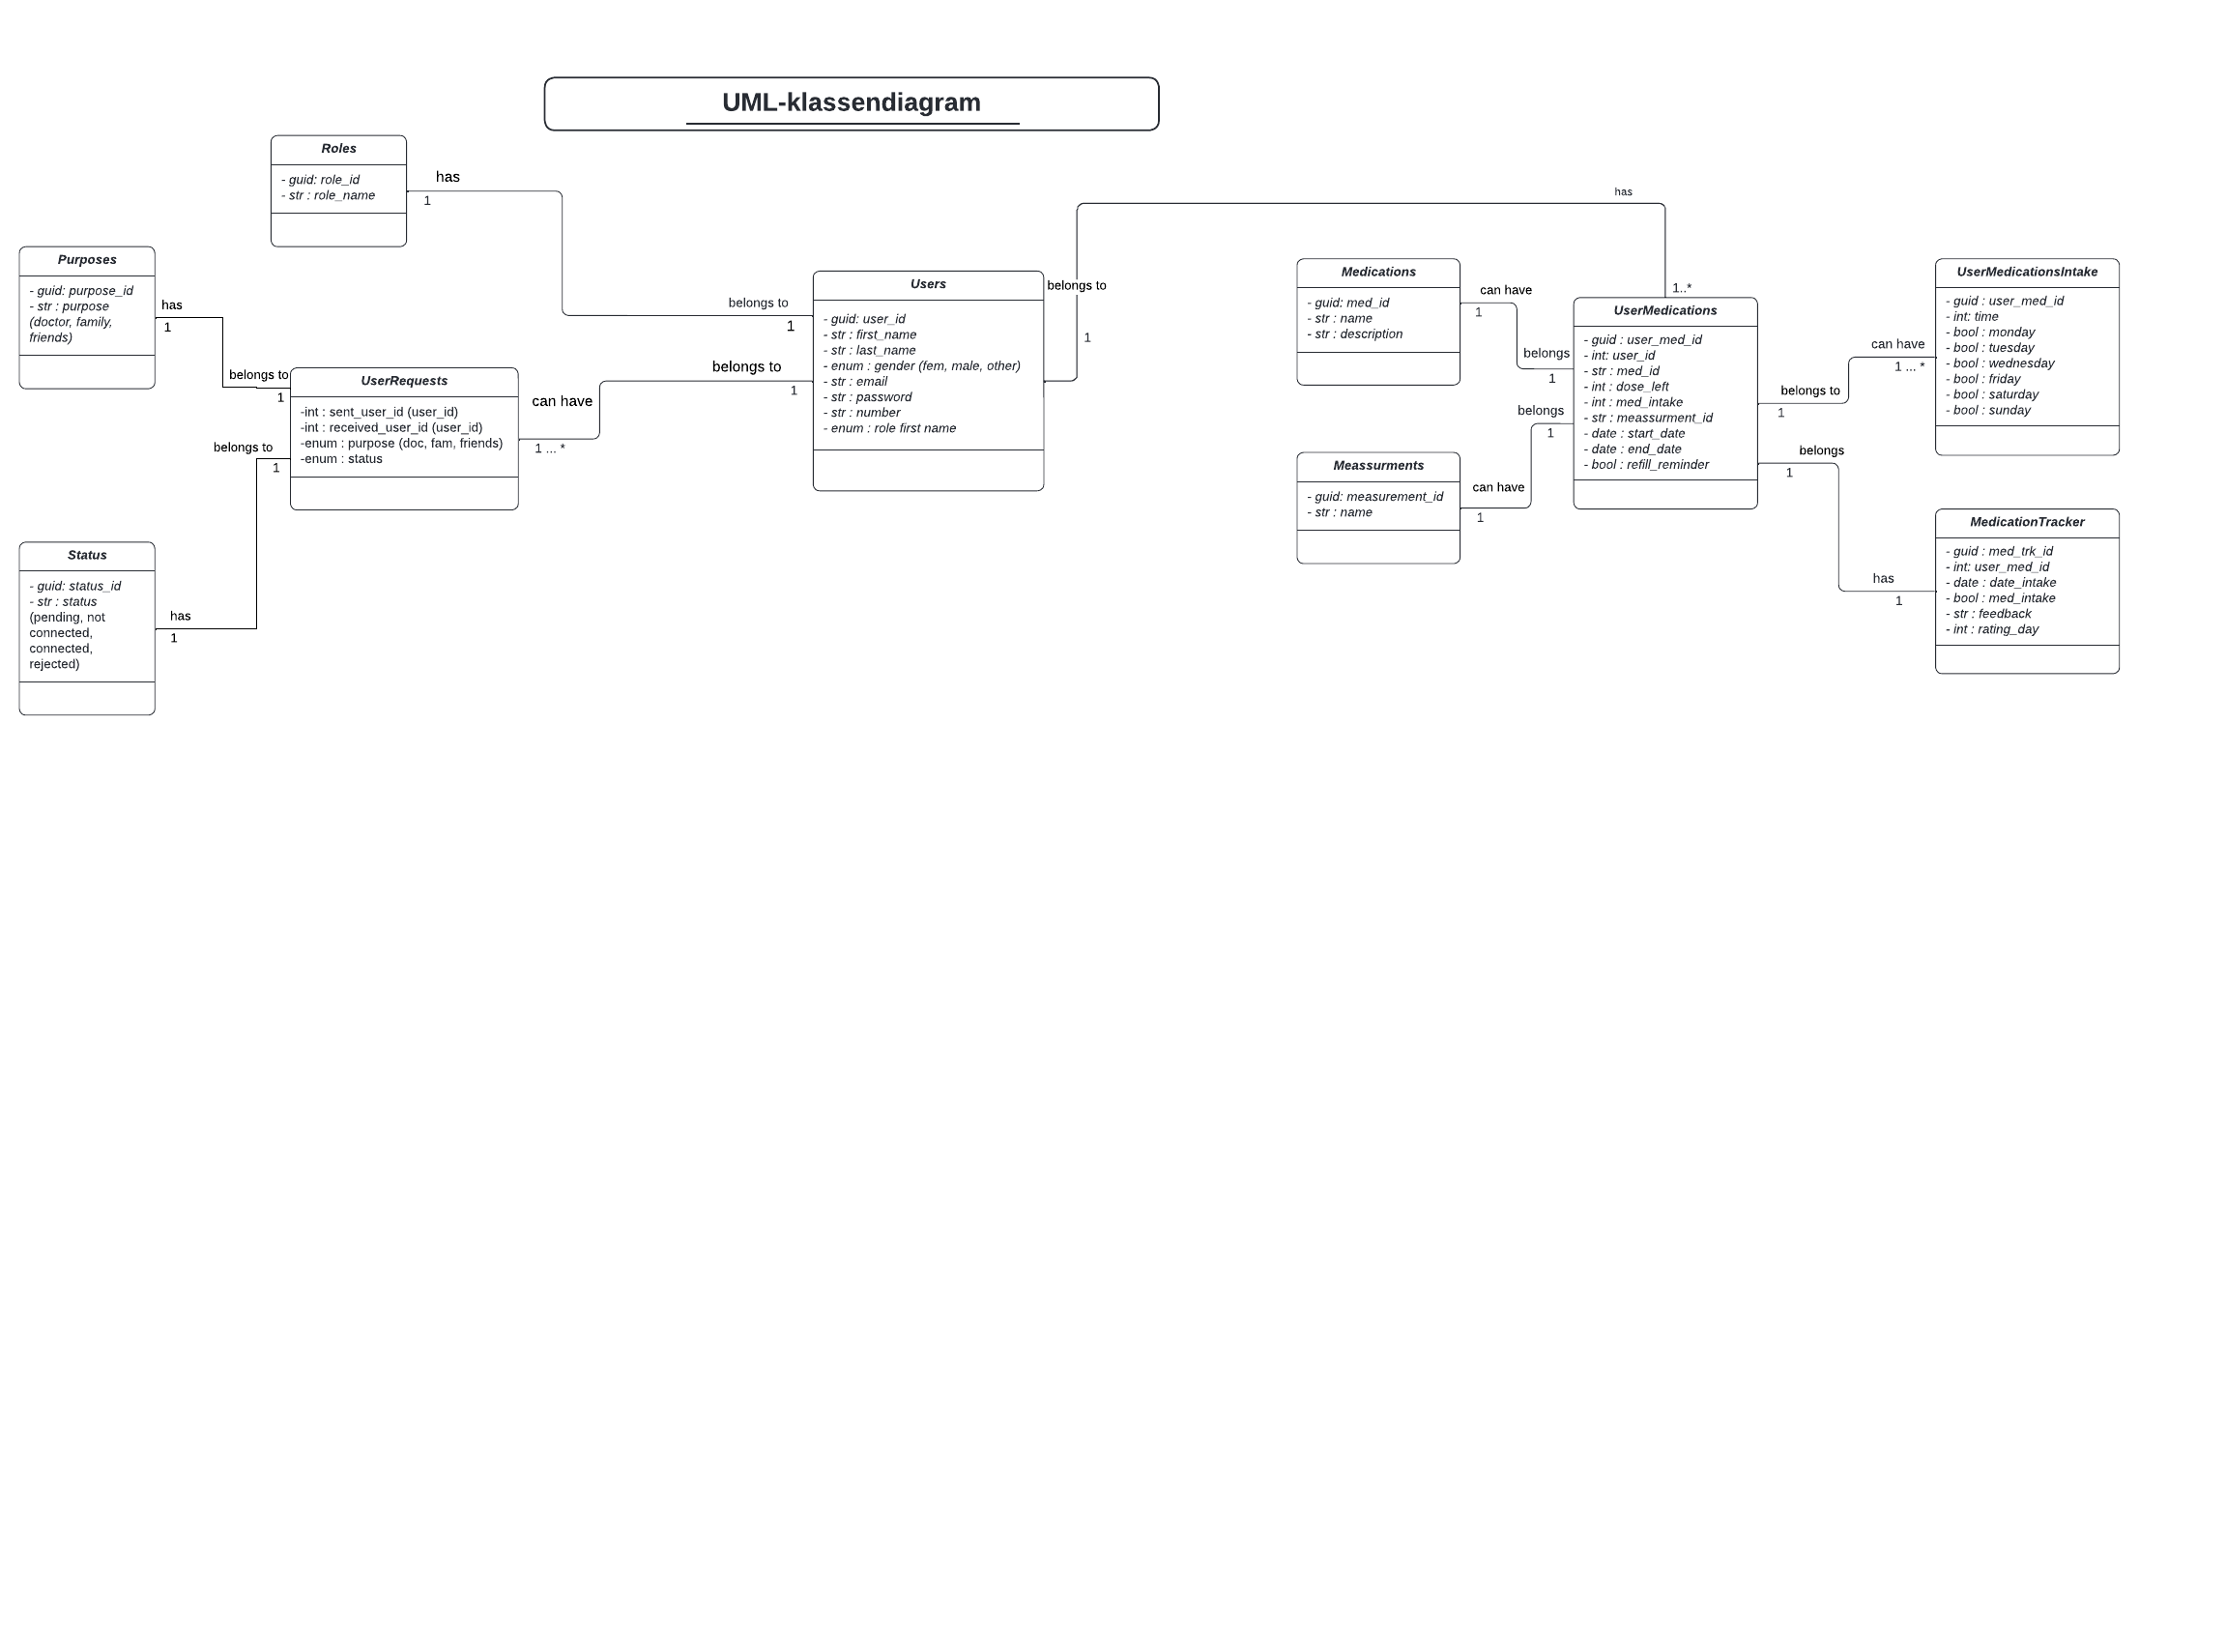 UML-klassendiagram
Roles
- guid: role_id
- str : role_name
has
1
belongs to
1
Purposes
- guid: purpose_id
- str : purpose
(doctor, family,
friends)
has
1
belongs to
1
UserRequests
-int : sent_user_id (user_id)
-int : received_user_id (user_id)
-enum : purpose (doc, fam, friends)
-enum : status
belongs to
1
Status
- guid: status_id
- str : status
(pending, not
connected,
connected,
rejected)
has
1
can have
1 ... *
belongs to
1
Users
- guid: user_id
- str : first_name
- str : last_name
- enum : gender (fem, male, other)
- str : email
- str : password
- str : number
- enum : role first name
belongs to
1
has
1..*
Medications
- guid: med_id
- str : name
- str : description
can have
1
belongs
1
Meassurments
- guid: measurement_id
- str : name
can have
1
belongs
1
UserMedications
- guid : user_med_id
- int: user_id
- str : med_id
- int : dose_left
- int : med_intake
- str : meassurment_id
- date : start_date
- date : end_date
- bool : refill_reminder
belongs to
1
can have
1 ... *
UserMedicationsIntake
- guid : user_med_id
- int: time
- bool : monday
- bool : tuesday
- bool : wednesday
- bool : friday
- bool : saturday
- bool : sunday
belongs
1
has
1
MedicationTracker
- guid : med_trk_id
- int: user_med_id
- date : date_intake
- bool : med_intake
- str : feedback
- int : rating_day